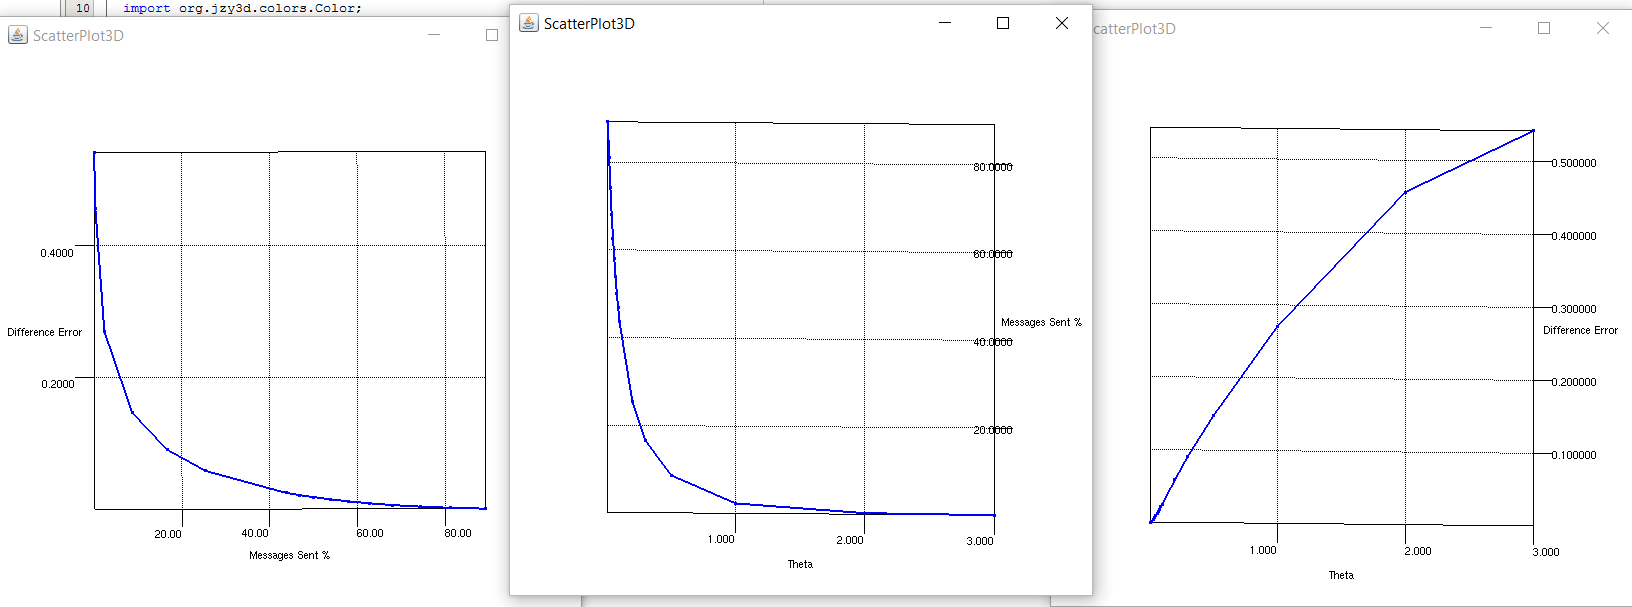 10 import org.jzy3d.colors.Color;
ScatterPlot3D
0.4000
Difference Error
0.2000
20.00 40.00 60.00 80.00
Messages Sent %
ScatterPlot3D
80.0000
60.0000
Messages Sent %
40.0000
20.0000
1.000 2.000 3.000
Theta
catterPlot3D
0.500000
0.400000
0.300000
Difference Error
0.200000
0.100000
1.000 2.000 3.000
Theta